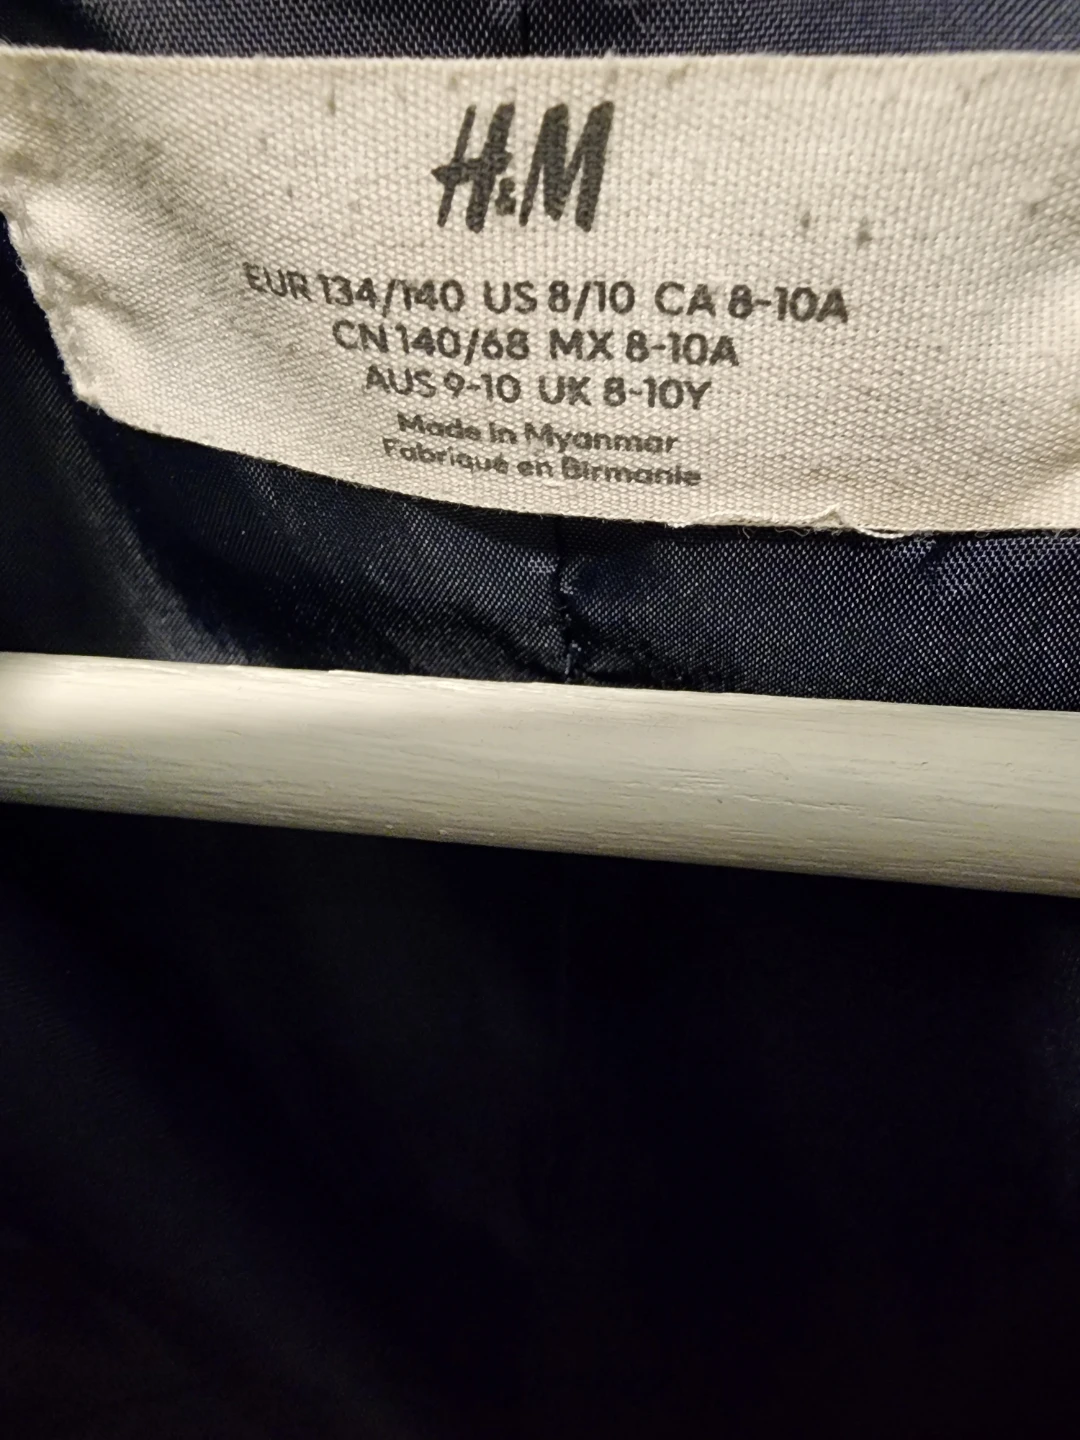 H&M
EUR 134/140 US 8/10 CA 8-10A
CN 140/68 MX 8-10A
AUS 9-10 UK 8-10Y
Made in Myanmar
Fabriqué en Birmanie